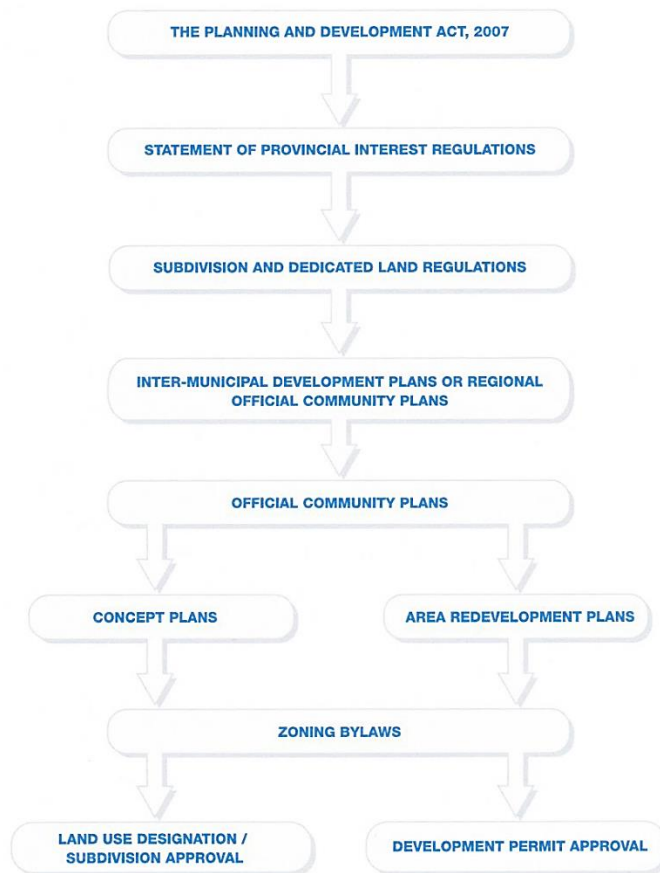 THE PLANNING AND DEVELOPMENT ACT, 2007
STATEMENT OF PROVINCIAL INTEREST REGULATIONS
SUBDIVISION AND DEDICATED LAND REGULATIONS
INTER-MUNICIPAL DEVELOPMENT PLANS OR REGIONAL
OFFICIAL COMMUNITY PLANS
OFFICIAL COMMUNITY PLANS
CONCEPT PLANS
AREA REDEVELOPMENT PLANS
ZONING BYLAWS
LAND USE DESIGNATION /
SUBDIVISION APPROVAL
DEVELOPMENT PERMIT APPROVAL